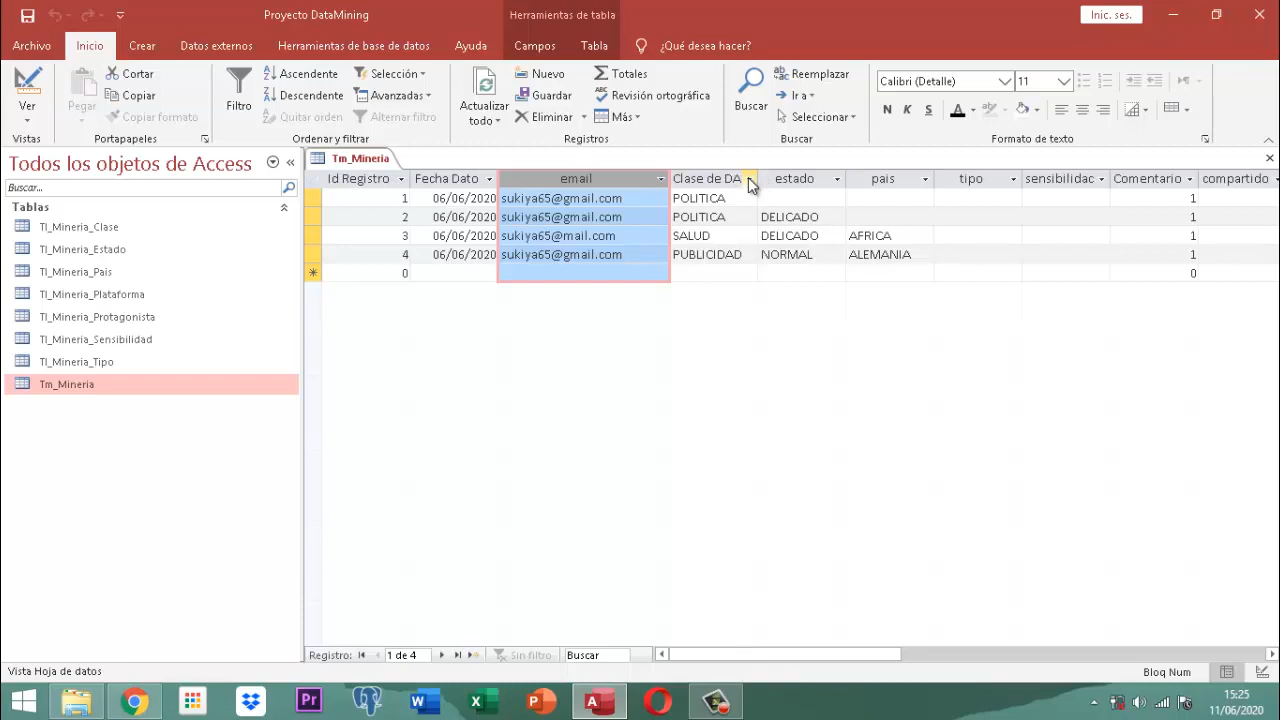 Proyecto DataMining
Herramientas de tabla
Inic. ses.
Archivo Inicio Crear Datos externos Herramientas de base de datos Ayuda Campos Tabla ¿Qué desea hacer?
Ver
Vistas
Pegar
Cortar
Copiar
Copiar formato
Portapapeles
Filtro
Ascendente
Descendente
Quitar orden
Selección
Avanzadas
Alternar filtro
Ordenar y filtrar
Actualizar
todo
Nuevo
Guardar
Eliminar
Totales
Revisión ortográfica
Más
Registros
Buscar
Reemplazar
Ir a
Seleccionar
Buscar
Calibri (Detalle) 11
N K S A
Formato de texto
Todos los objetos de Access
Buscar...
Tablas
Tl_Mineria_Clase
Tl_Mineria_Estado
Tl_Mineria_Pais
Tl_Mineria_Plataforma
Tl_Mineria_Protagonista
Tl_Mineria_Sensibilidad
Tl_Mineria_Tipo
Tm_Mineria
Tm_Mineria
Id Registro Fecha Dato email Clase de DA estado pais tipo sensibilidac Comentario compartido
1 06/06/2020 sukiya65@gmail.com POLITICA 1
2 06/06/2020 sukiya65@gmail.com POLITICA DELICADO 1
3 06/06/2020 sukiya65@mail.com SALUD DELICADO AFRICA 1
4 06/06/2020 sukiya65@gmail.com PUBLICIDAD NORMAL ALEMANIA 1
0 0
Registro: 1 de 4 Sin filtro Buscar
Vista Hoja de datos
Bloq Num
Pr W X P A
15:25
11/06/2020